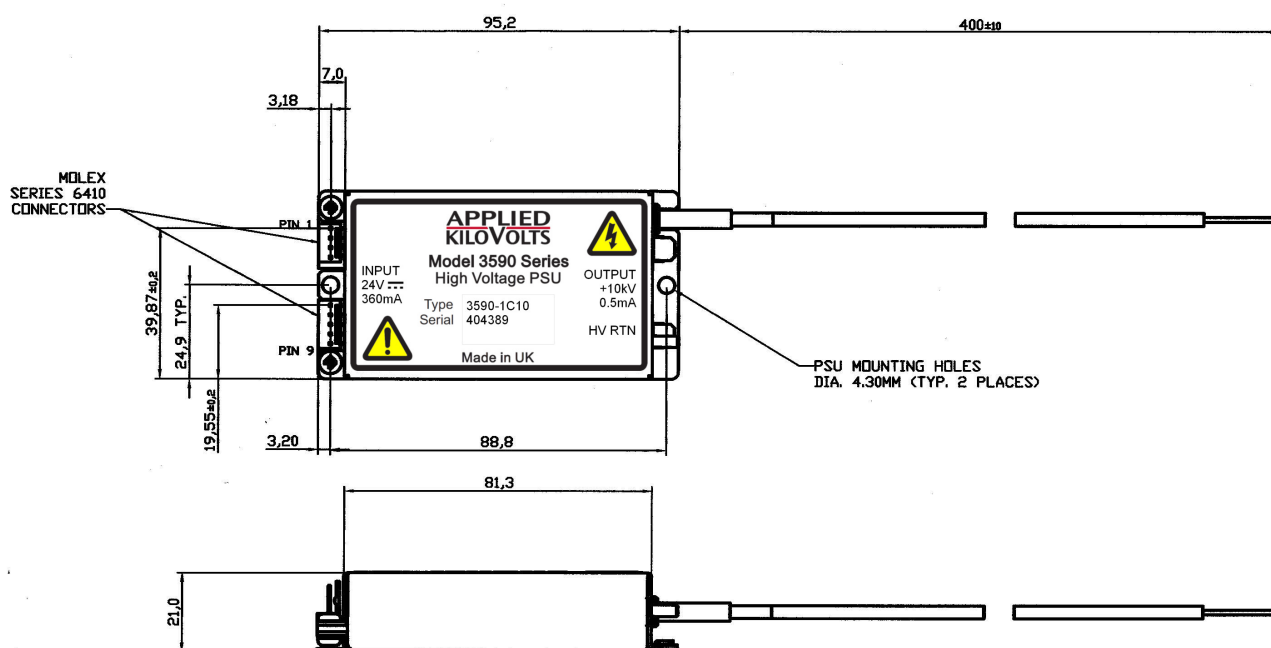 95,2
400±10
7,0
3,18
MOLEX
SERIES 6410
CONNECTORS
PIN 1
APPLIED
KILOVOLTS
Model 3590 Series
High Voltage PSU
INPUT
24V
360mA
OUTPUT
+10kV
0.5mA
Type 3590-1C10
Serial 404389
HV RTN
Made in UK
PIN 9
39,87±0,2
24,9 TYP.
19,55±0,2
PSU MOUNTING HOLES
DIA. 4.30MM (TYP. 2 PLACES)
3,20
88,8
81,3
21,0